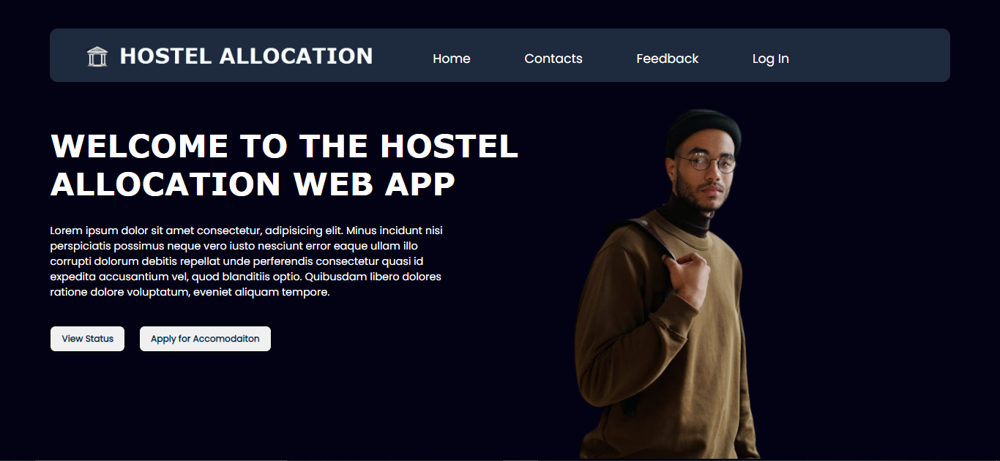 HOSTEL ALLOCATION
Home
Contacts
Feedback
Log In
WELCOME TO THE HOSTEL
ALLOCATION WEB APP
Lorem ipsum dolor sit amet consectetur, adipisicing elit. Minus incidunt nisi
perspiciatis possimus neque vero iusto nesciunt error eaque ullam illo
corrupti dolorum debitis repellat unde perferendis consectetur quasi id
expedita accusantium vel, quod blanditiis optio. Quibusdam libero dolores
ratione dolore voluptatum, eveniet aliquam tempore.
View Status
Apply for Accomodaiton